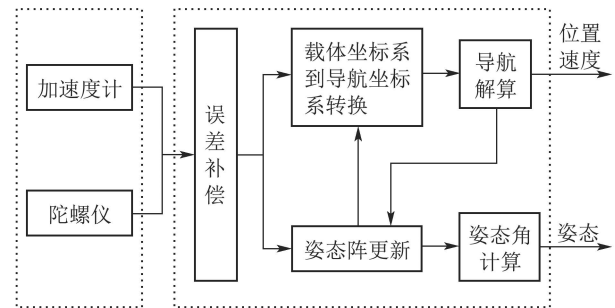 加速度计
陀螺仪
误
差
补
偿
载体坐标系
到导航坐标
系转换
导航
解算
位置
速度
姿态阵更新
姿态角
计算
姿态